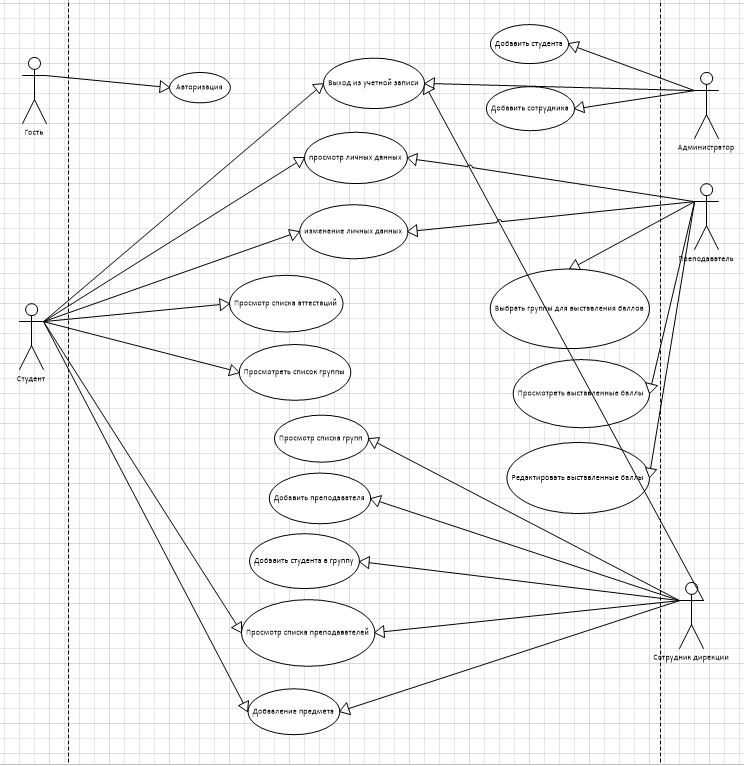 Добавить студента
Авторизация
Выход из учетной записи
Добавить сотрудника
Гость
Администратор
просмотр личных данных
изменение личных данных
Преподаватель
Просмотр списка аттестаций
Выбрать группы для выставления баллов
Студент
Просмотреть список группы
Просмотреть выставленные баллы
Просмотр списка групп
Редактировать выставленные баллы
Добавить преподавателя
Добавить студента в группу
Просмотр списка преподавателей
Сотрудник дирекции
Добавление предмета